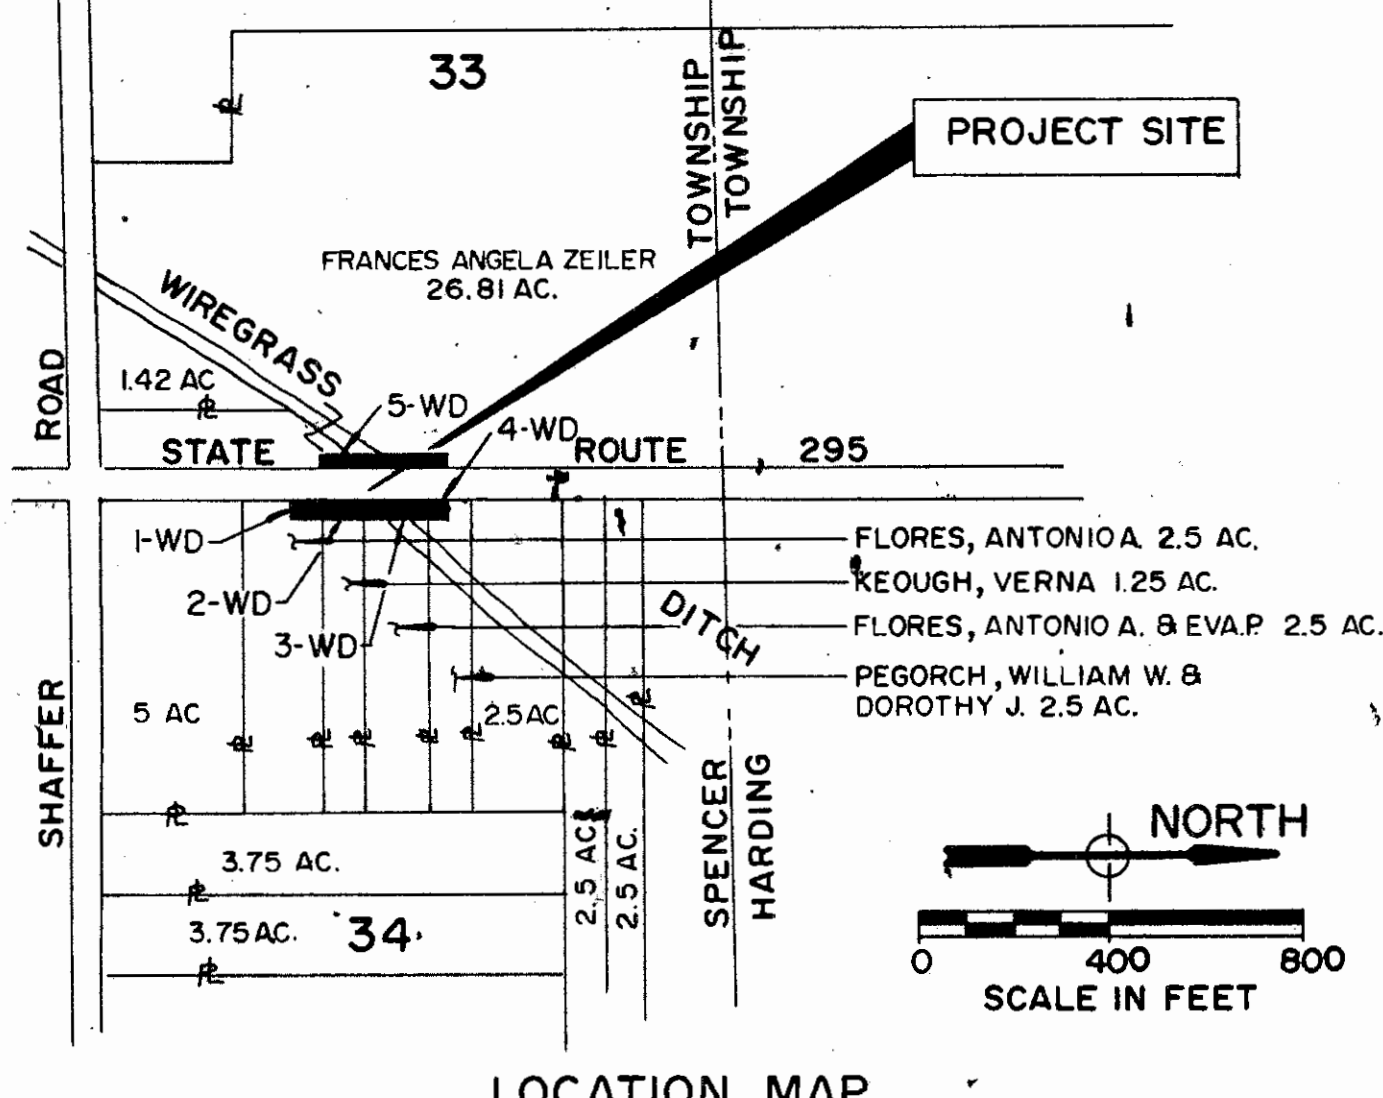 33
TOWNSHIP
TOWNSHIP
PROJECT SITE
FRANCES ANGELA ZEILER
26.81 AC.
WIREGRASS
ROAD
1.42 AC
5-WD
4-WD
STATE ROUTE 295
1-WD
2-WD
3-WD
FLORES, ANTONIO A. 2.5 AC.
KEOUGH, VERNA 1.25 AC.
FLORES, ANTONIO A. & EVA.P. 2.5 AC.
PEGORCH, WILLIAM W. &
DOROTHY J. 2.5 AC.
DITCH
SHAFFER
5 AC
2.5 AC
SPENCER
HARDING
3.75 AC.
2.5 AC.
2.5 AC.
3.75 AC.
34
NORTH
0 400 800
SCALE IN FEET
LOCATION MAP